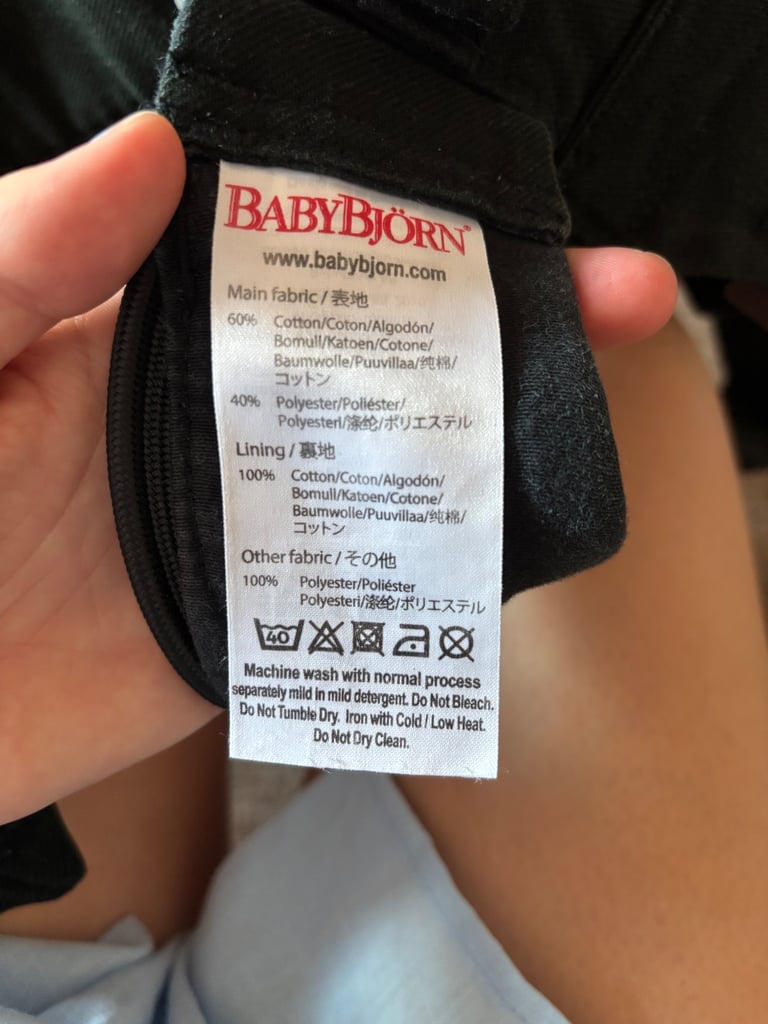 BABYBJÖRN®
www.babybjorn.com
Main fabric / 表地
60% Cotton/Coton/Algodón/
Bomull/Katoen/Cotone/
Baumwolle/Puuvillaa/纯棉/
コットン
40% Polyester/Poliéster/
Polyesteri/涤纶/ポリエステル
Lining / 裏地
100% Cotton/Coton/Algodón/
Bomull/Katoen/Cotone/
Baumwolle/Puuvillaa/纯棉/
コットン
Other fabric / その他
100% Polyester/Poliéster
Polyesteri/涤纶/ポリエステル
40
Machine wash with normal process
separately mild in mild detergent. Do Not Bleach.
Do Not Tumble Dry. Iron with Cold / Low Heat.
Do Not Dry Clean.